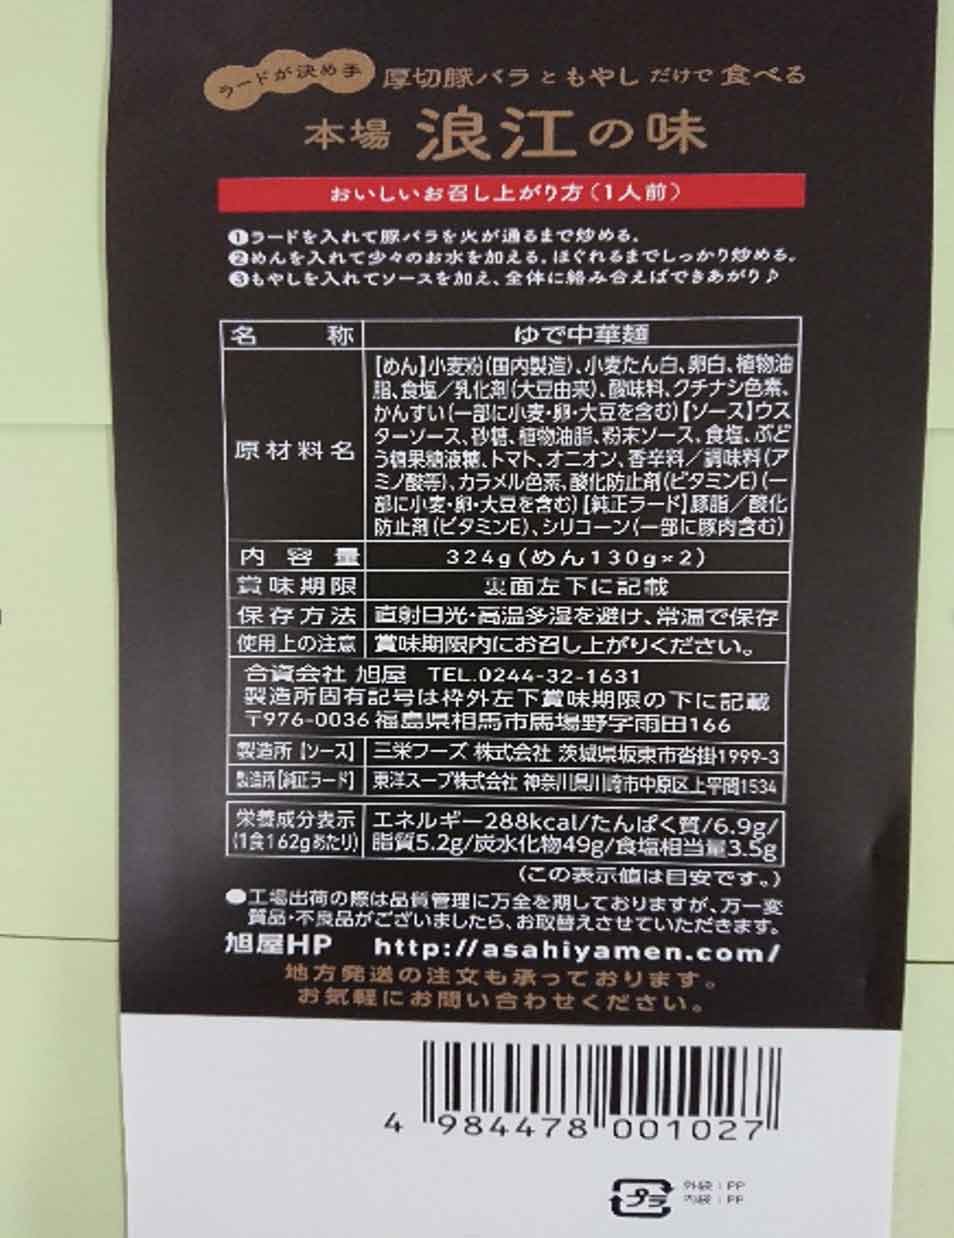 ラードが決め手 厚切豚バラともやしだけで食べる
本場 浪江の味
おいしいお召し上がり方(1人前)
❶ラードを入れて豚バラを火が通るまで炒める。
❷めんを入れて少々のお水を加える。ほぐれるまでしっかり炒める。
❸もやしを入れてソースを加え、全体に絡み合えばできあがり♪
名称 ゆで中華麺
原材料名 【めん】小麦粉(国内製造)、小麦たん白、卵白、植物油
脂、食塩/乳化剤(大豆由来)、酸味料、クチナシ色素、
かんすい(一部に小麦・卵・大豆を含む)【ソース】ウス
ターソース、砂糖、植物油脂、粉末ソース、食塩、ぶど
う糖果糖液糖、トマト、オニオン、香辛料/調味料(ア
ミノ酸等)、カラメル色素、酸化防止剤(ビタミンE)(一
部に小麦・卵・大豆を含む)【純正ラード】豚脂/酸化
防止剤(ビタミンE)、シリコーン(一部に豚肉含む)
内容量 324g(めん130g×2)
賞味期限 裏面左下に記載
保存方法 直射日光・高温多湿を避け、常温で保存
使用上の注意 賞味期限内にお召し上がりください。
合資会社 旭屋 TEL.0244-32-1631
製造所固有記号は枠外左下賞味期限の下に記載
〒976-0036 福島県相馬市馬場野字雨田166
製造所【ソース】 三栄フーズ 株式会社 茨城県坂東市沓掛1999-3
製造所【純正ラード】 東洋スープ株式会社 神奈川県川崎市中原区上平間1534
栄養成分表示 エネルギー288kcal/たんぱく質/6.9g/
(1食162gあたり) 脂質5.2g/炭水化物49g/食塩相当量3.5g
(この表示値は目安です。)
●工場出荷の際は品質管理に万全を期しておりますが、万一変
質品・不良品がございましたら、お取替えさせていただきます。
旭屋HP http://asahiyamen.com/
地方発送の注文も承っております。
お気軽にお問い合わせください。
4 984478 001027
プラ 外袋:PP
内袋:PP